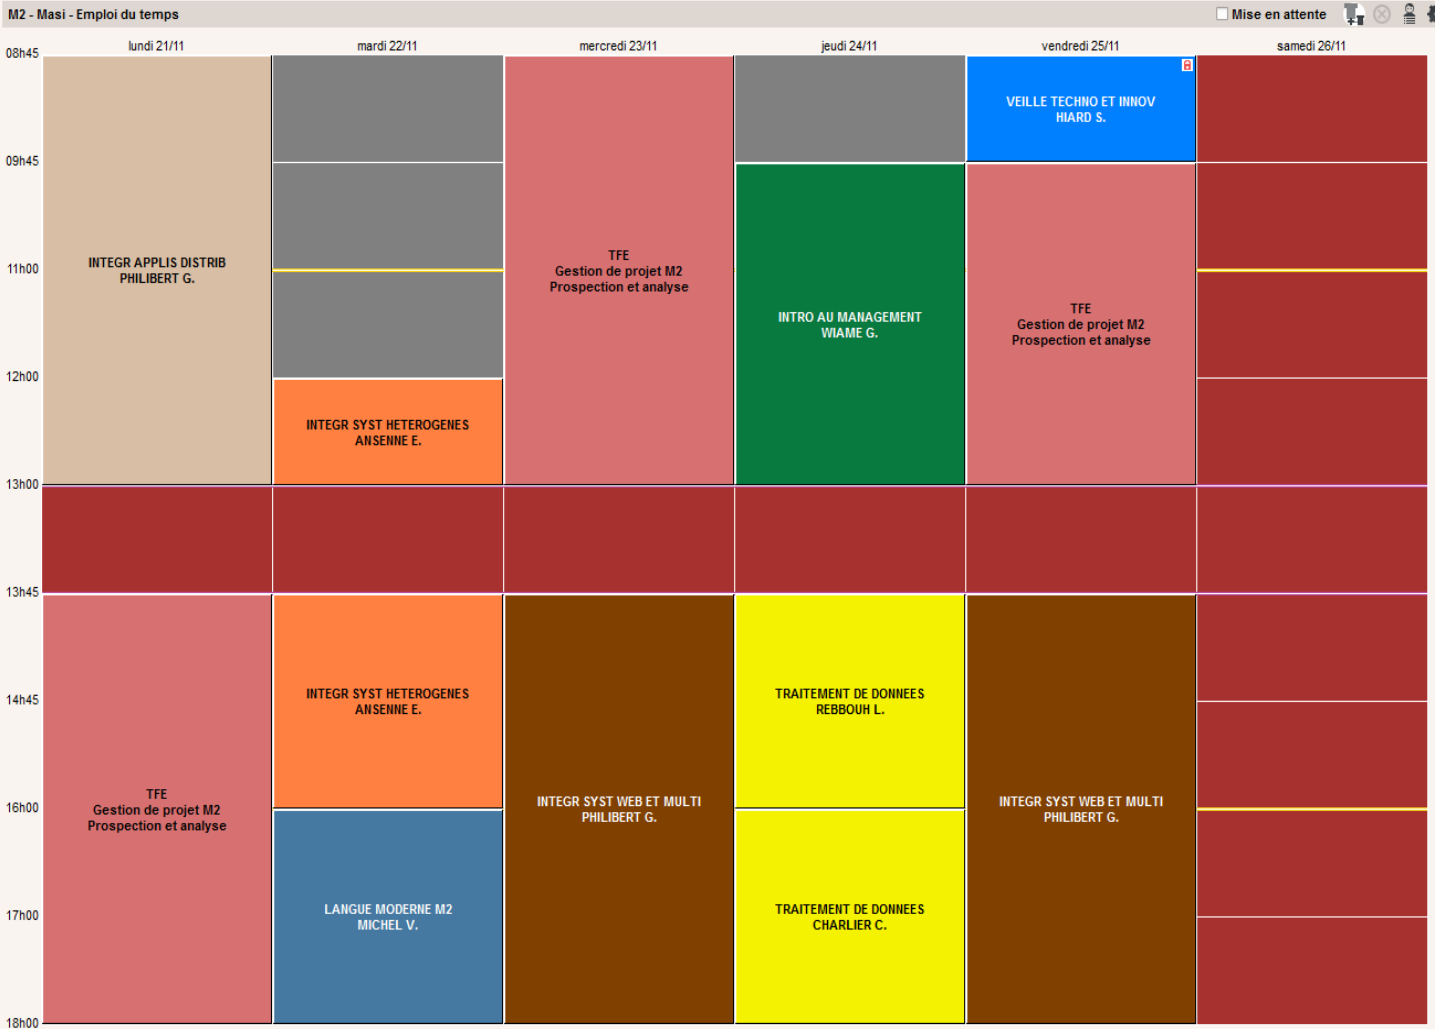 M2 - Masi - Emploi du temps
Mise en attente
lundi 21/11
mardi 22/11
mercredi 23/11
jeudi 24/11
vendredi 25/11
samedi 26/11
08h45
09h45
11h00
12h00
13h00
13h45
14h45
16h00
17h00
18h00
INTEGR APPLIS DISTRIB
PHILIBERT G.
TFE
Gestion de projet M2
Prospection et analyse
INTEGR SYST HETEROGENES
ANSENNE E.
INTEGR SYST HETEROGENES
ANSENNE E.
LANGUE MODERNE M2
MICHEL V.
TFE
Gestion de projet M2
Prospection et analyse
INTEGR SYST WEB ET MULTI
PHILIBERT G.
INTRO AU MANAGEMENT
WIAME G.
TRAITEMENT DE DONNEES
REBBOUH L.
TRAITEMENT DE DONNEES
CHARLIER C.
VEILLE TECHNO ET INNOV
HIARD S.
TFE
Gestion de projet M2
Prospection et analyse
INTEGR SYST WEB ET MULTI
PHILIBERT G.